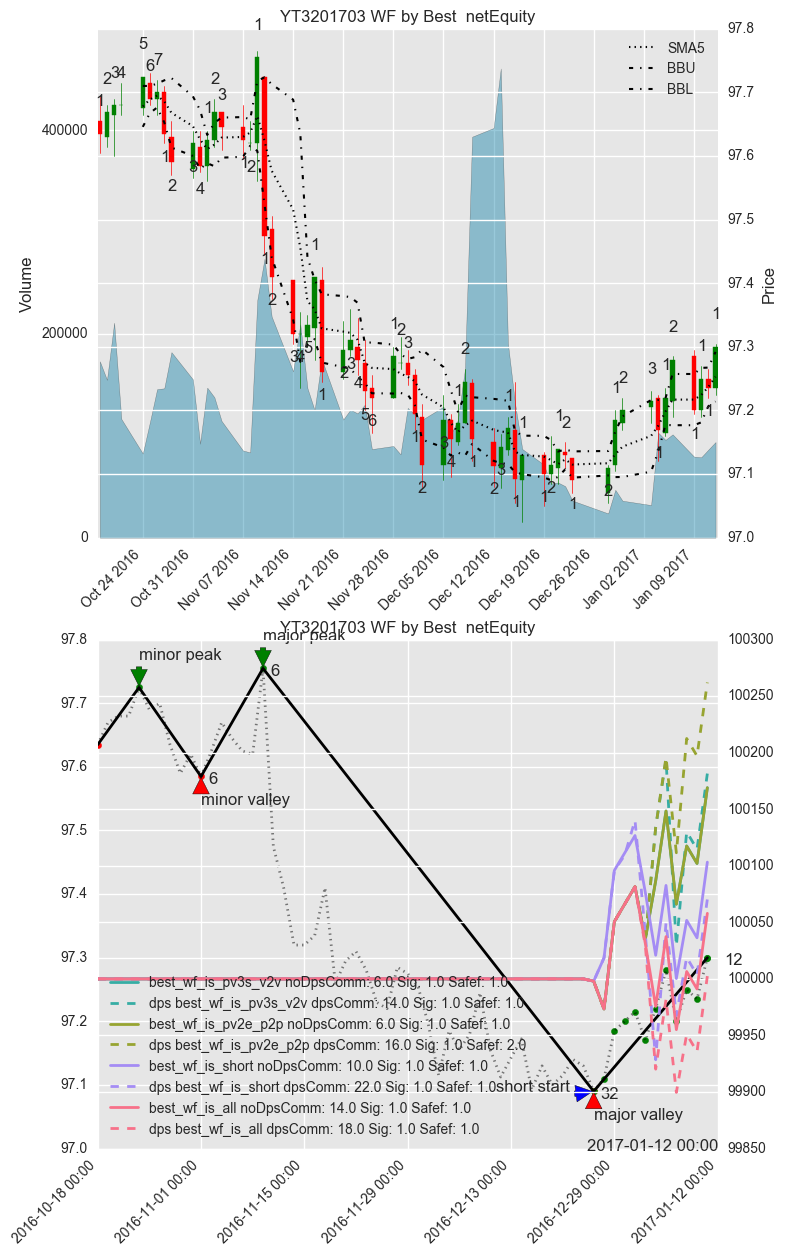 YT3201703 WF by Best  netEquity
SMA5
BBU
BBL
Volume
400000
200000
0
Price
97.8
97.7
97.6
97.5
97.4
97.3
97.2
97.1
97.0
Oct 24 2016
Oct 31 2016
Nov 07 2016
Nov 14 2016
Nov 21 2016
Nov 28 2016
Dec 05 2016
Dec 12 2016
Dec 19 2016
Dec 26 2016
Jan 02 2017
Jan 09 2017
YT3201703 WF by Best  netEquity
major peak
minor peak
6
6
minor valley
12
97.8
97.7
97.6
97.5
97.4
97.3
97.2
97.1
97.0
100300
100250
100200
100150
100100
100050
100000
99950
99900
99850
best_wf_is_pv3s_v2v noDpsComm: 6.0 Sig: 1.0 Safef: 1.0
dps best_wf_is_pv3s_v2v dpsComm: 14.0 Sig: 1.0 Safef: 1.0
best_wf_is_pv2e_p2p noDpsComm: 6.0 Sig: 1.0 Safef: 1.0
dps best_wf_is_pv2e_p2p dpsComm: 16.0 Sig: 1.0 Safef: 2.0
best_wf_is_short noDpsComm: 10.0 Sig: 1.0 Safef: 1.0
dps best_wf_is_short dpsComm: 22.0 Sig: 1.0 Safef: 1.0
best_wf_is_all noDpsComm: 14.0 Sig: 1.0 Safef: 1.0
dps best_wf_is_all dpsComm: 18.0 Sig: 1.0 Safef: 1.0
short start
32
major valley
2017-01-12 00:00
2016-10-18 00:00
2016-11-01 00:00
2016-11-15 00:00
2016-11-29 00:00
2016-12-13 00:00
2016-12-29 00:00
2017-01-12 00:00